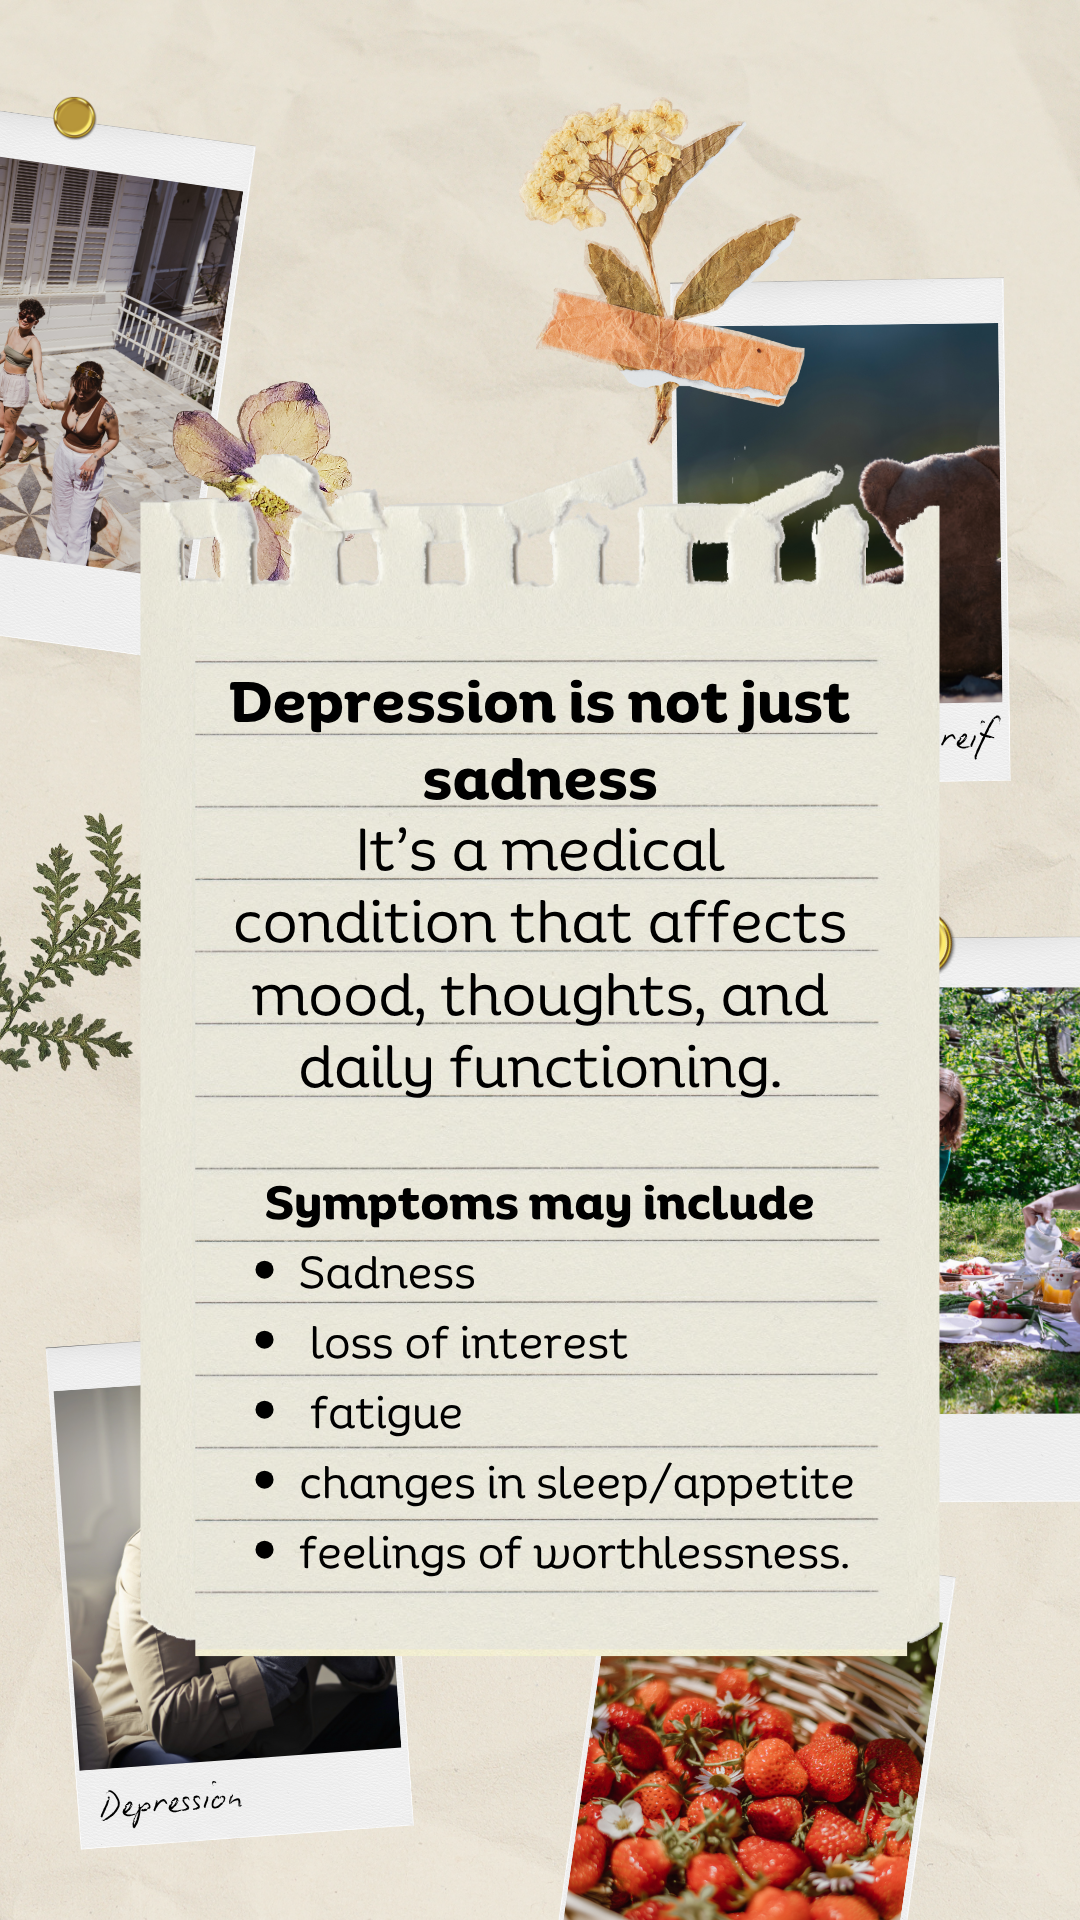 Depression is not just
sadness
It’s a medical
condition that affects
mood, thoughts, and
daily functioning.
Symptoms may include
• Sadness
• loss of interest
• fatigue
• changes in sleep/appetite
• feelings of worthlessness.
reif
Depression